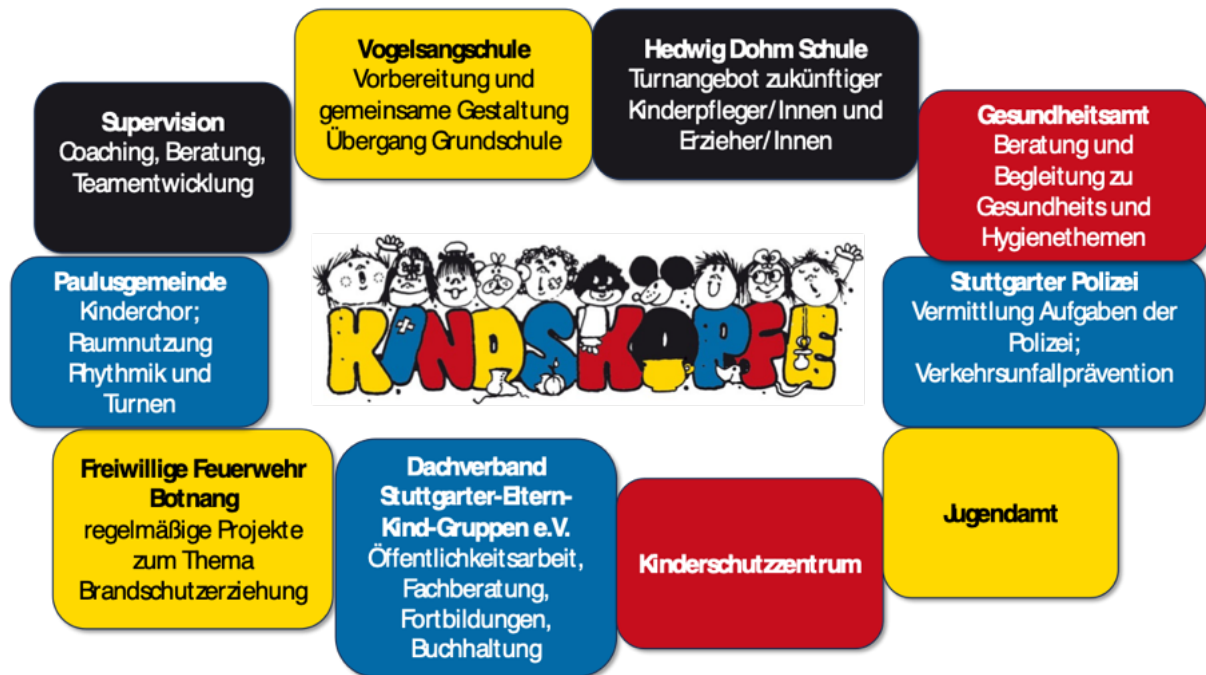 Vogelsangschule
Vorbereitung und
gemeinsame Gestaltung
Übergang Grundschule
Hedwig Dohm Schule
Turnangebot zukünftiger
Kinderpfleger/Innen und
Erzieher/Innen
Supervision
Coaching, Beratung,
Teamentwicklung
Gesundheitsamt
Beratung und
Begleitung zu
Gesundheits und
Hygienethemen
Paulusgemeinde
Kinderchor;
Raumnutzung
Rhythmik und
Turnen
KINDSKOPFE
Stuttgarter Polizei
Vermittlung Aufgaben der
Polizei;
Verkehrsunfallprävention
Freiwillige Feuerwehr
Botnang
regelmäßige Projekte
zum Thema
Brandschutzerziehung
Dachverband
Stuttgarter-Eltern-
Kind-Gruppen e.V.
Öffentlichkeitsarbeit,
Fachberatung,
Fortbildungen,
Buchhaltung
Kinderschutzzentrum
Jugendamt